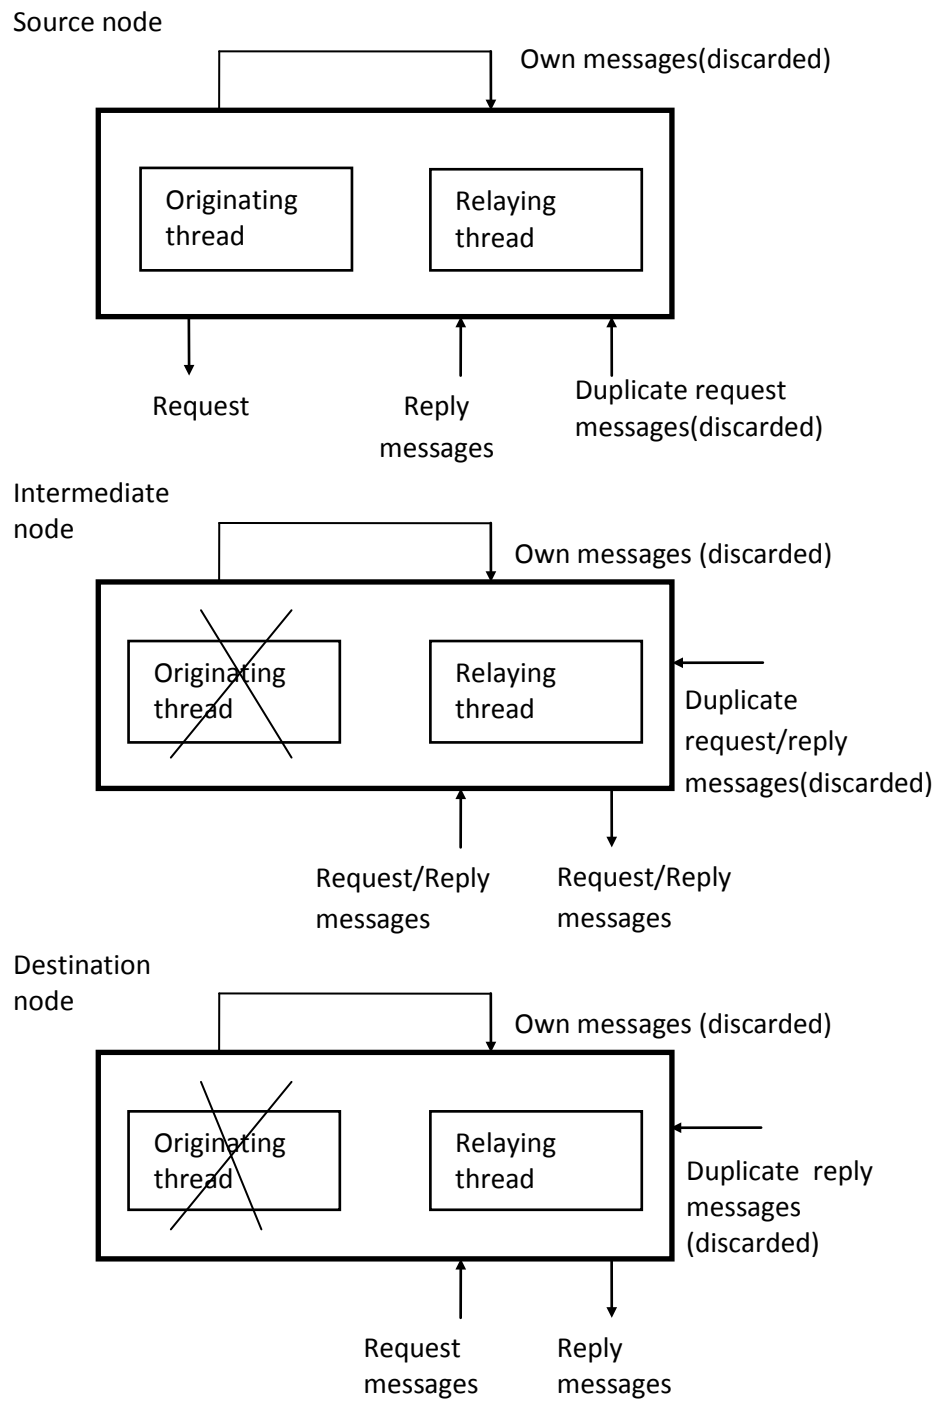 Source node
Own messages(discarded)
Originating
thread
Relaying
thread
Request
Reply
messages
Duplicate request
messages(discarded)
Intermediate
node
Own messages (discarded)
Originating
thread
Relaying
thread
Duplicate
request/reply
messages(discarded)
Request/Reply
messages
Request/Reply
messages
Destination
node
Own messages (discarded)
Originating
thread
Relaying
thread
Duplicate  reply
messages
(discarded)
Request
messages
Reply
messages